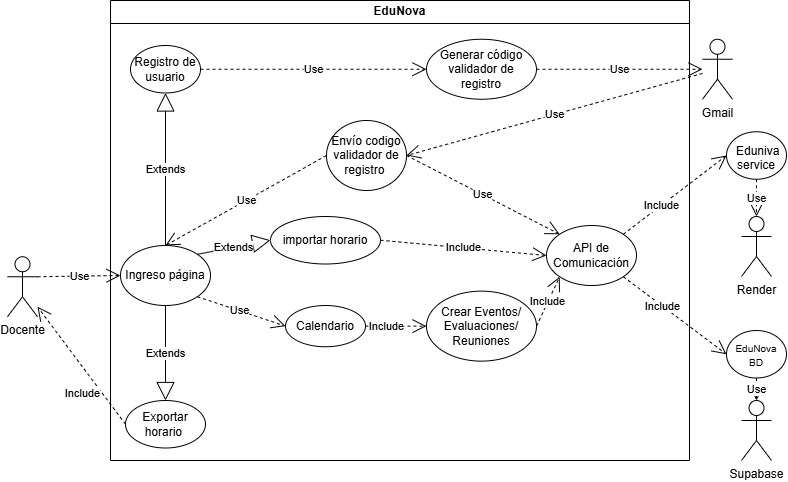 EduNova
Registro de
usuario
Use
Generar código
validador de
registro
Use
Gmail
Use
Envío codigo
validador de
registro
Eduniva
service
Extends
Use
Use
Include
Use
importar horario
Extends
Include
API de
Comunicación
Ingreso página
Use
Docente
Render
Use
Calendario
Include
Crear Eventos/
Evaluaciones/
Reuniones
Include
Include
Extends
EduNova
BD
Use
Include
Exportar
horario
Supabase